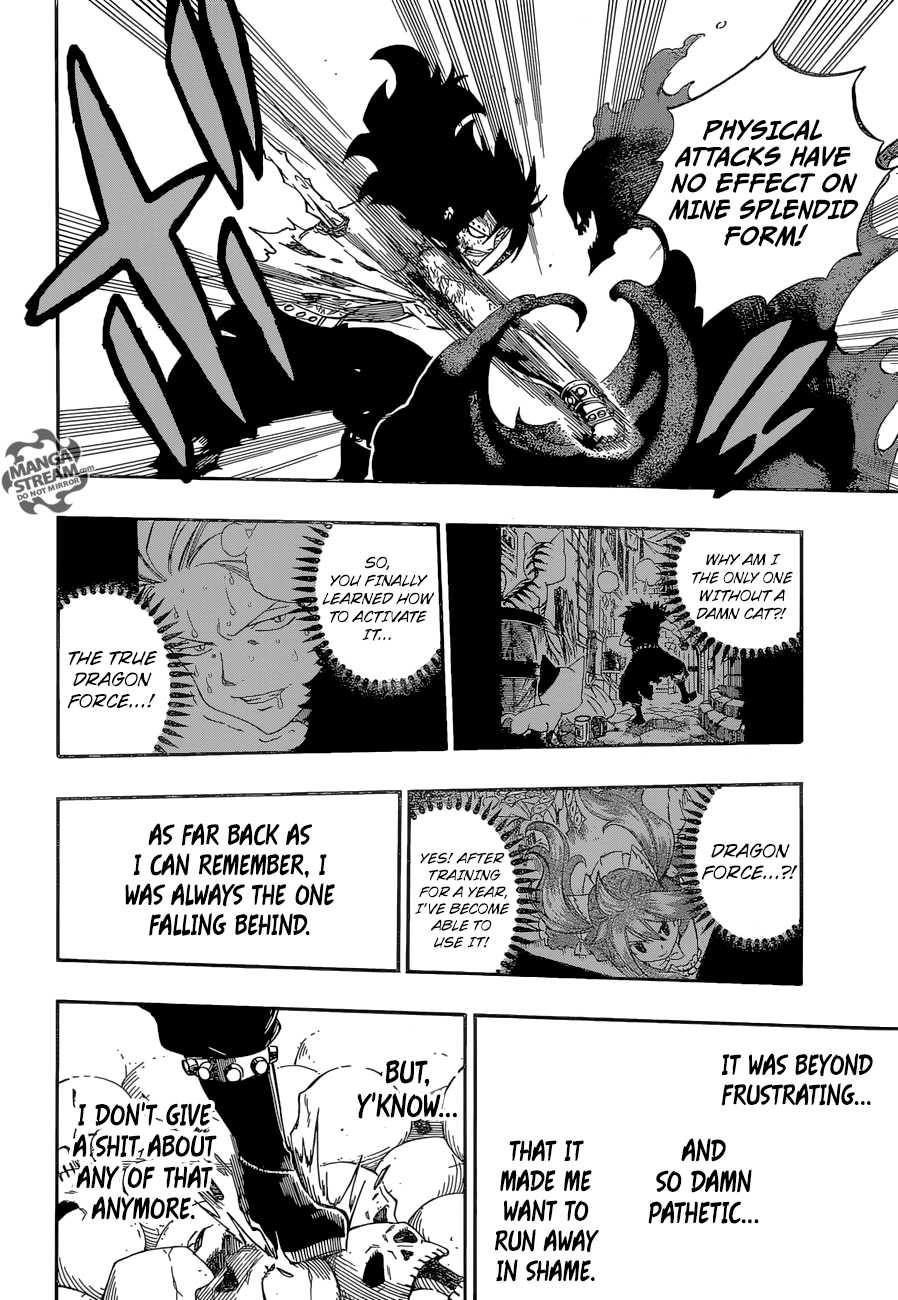 PHYSICAL
ATTACKS HAVE
NO EFFECT ON
MINE SPLENDID
FORM!
MANGA
STREAM.com
DO NOT MIRROR
WHY AM I
THE ONLY ONE
WITHOUT A
DAMN CAT?!
SO,
YOU FINALLY
LEARNED HOW
TO ACTIVATE
IT...
THE TRUE
DRAGON
FORCE...!
DRAGON
FORCE...?!
YES! AFTER
TRAINING
FOR A YEAR,
I'VE BECOME
ABLE TO
USE IT!
AS FAR BACK AS
I CAN REMEMBER, I
WAS ALWAYS THE ONE
FALLING BEHIND.
IT WAS BEYOND
FRUSTRATING...
AND
SO DAMN
PATHETIC...
THAT IT
MADE ME
WANT TO
RUN AWAY
IN SHAME.
BUT,
Y'KNOW...
I DON'T GIVE
A SHIT ABOUT
ANY OF THAT
ANYMORE.